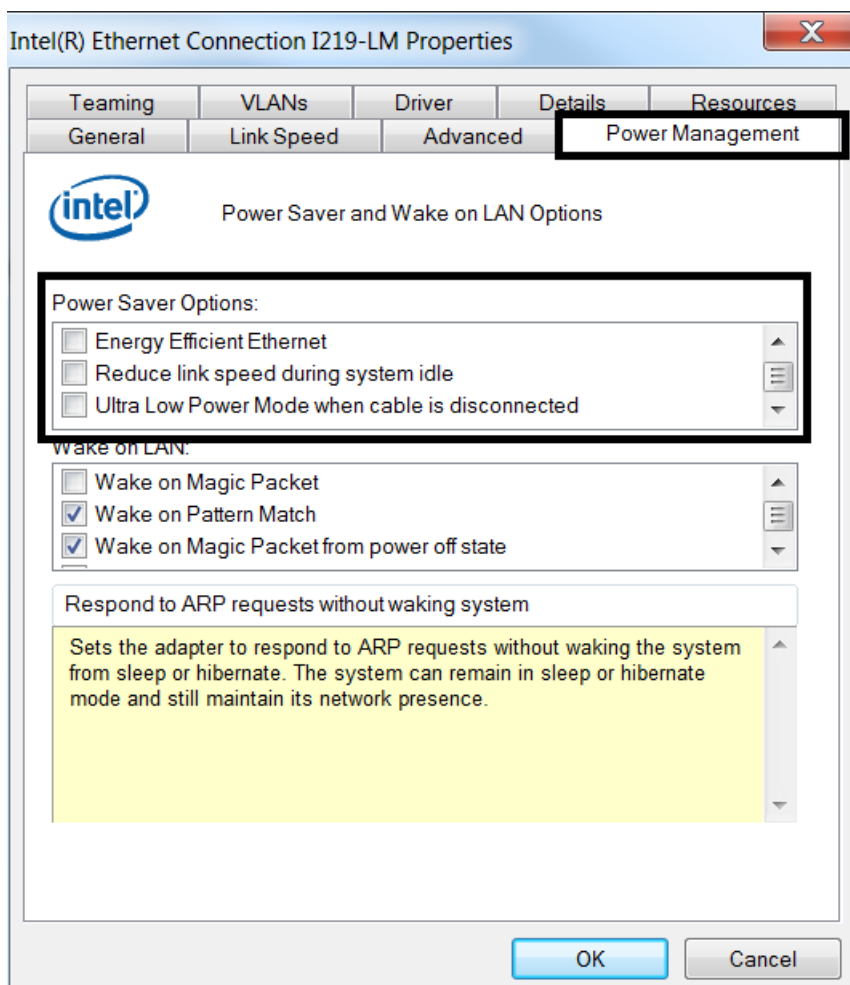 Intel(R) Ethernet Connection I219-LM Properties
X
Teaming VLANs Driver Details Resources
General Link Speed Advanced Power Management
intel
Power Saver and Wake on LAN Options
Power Saver Options:
Energy Efficient Ethernet
Reduce link speed during system idle
Ultra Low Power Mode when cable is disconnected
Wake on LAN:
Wake on Magic Packet
Wake on Pattern Match
Wake on Magic Packet from power off state
Respond to ARP requests without waking system
Sets the adapter to respond to ARP requests without waking the system
from sleep or hibernate. The system can remain in sleep or hibernate
mode and still maintain its network presence.
OK Cancel